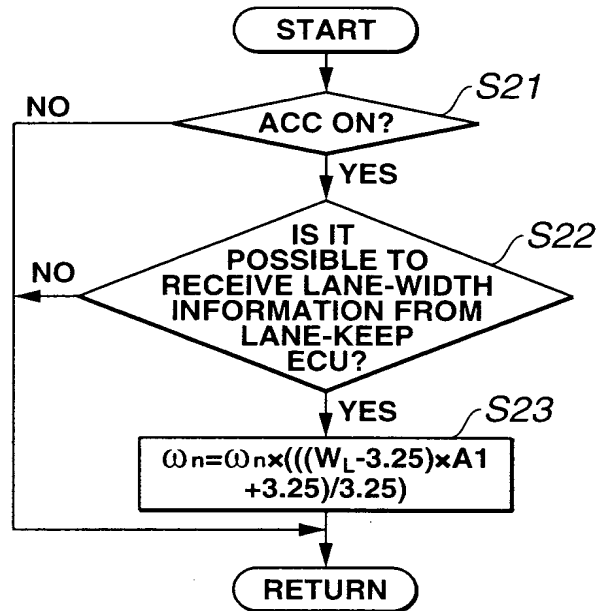 START
S21
NO
ACC ON?
YES
S22
NO
IS IT
POSSIBLE TO
RECEIVE LANE-WIDTH
INFORMATION FROM
LANE-KEEP
ECU?
YES
S23
ωn=ωn×(((WL-3.25)×A1
+3.25)/3.25)
RETURN